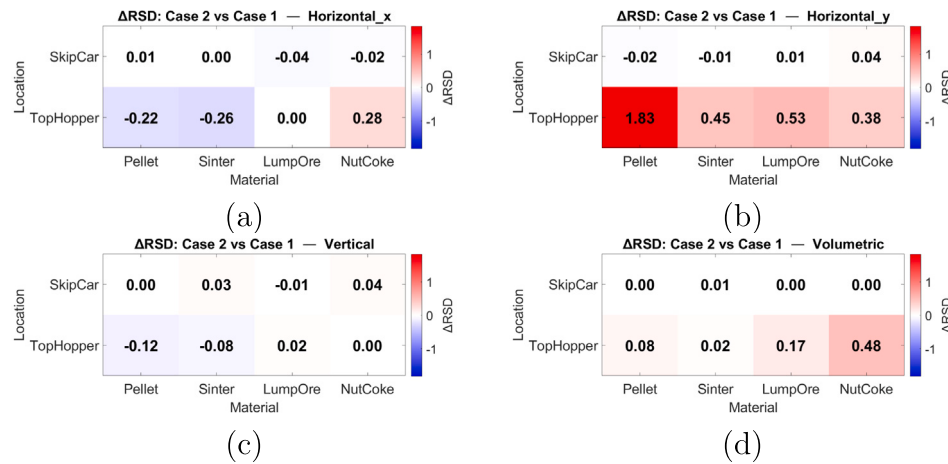 ΔRSD: Case 2 vs Case 1 — Horizontal_x
Location
SkipCar
0.01 0.00 -0.04 -0.02
TopHopper
-0.22 -0.26 0.00 0.28
Pellet Sinter LumpOre NutCoke
Material
1
0
-1
ΔRSD
(a)
ΔRSD: Case 2 vs Case 1 — Horizontal_y
Location
SkipCar
-0.02 -0.01 0.01 0.04
TopHopper
1.83 0.45 0.53 0.38
Pellet Sinter LumpOre NutCoke
Material
1
0
-1
ΔRSD
(b)
ΔRSD: Case 2 vs Case 1 — Vertical
Location
SkipCar
0.00 0.03 -0.01 0.04
TopHopper
-0.12 -0.08 0.02 0.00
Pellet Sinter LumpOre NutCoke
Material
1
0
-1
ΔRSD
(c)
ΔRSD: Case 2 vs Case 1 — Volumetric
Location
SkipCar
0.00 0.01 0.00 0.00
TopHopper
0.08 0.02 0.17 0.48
Pellet Sinter LumpOre NutCoke
Material
1
0
-1
ΔRSD
(d)